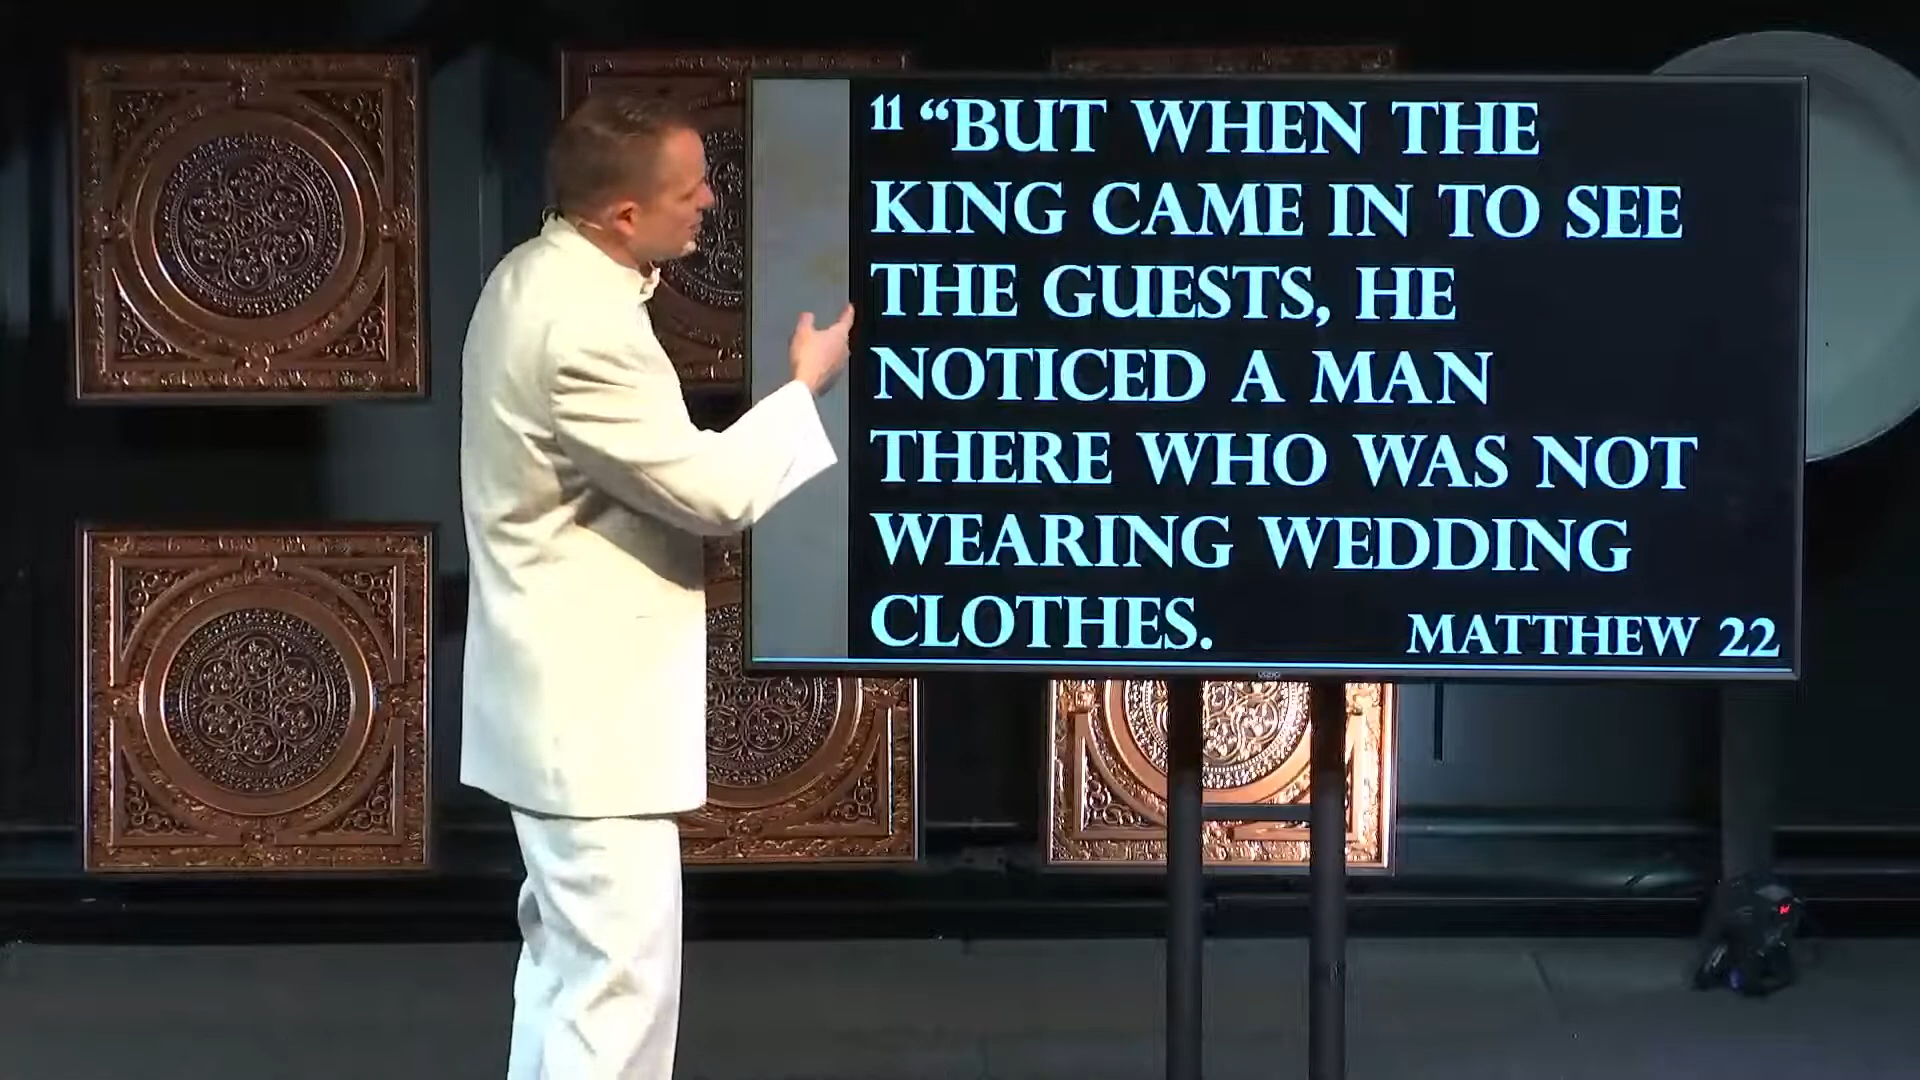 11 “BUT WHEN THE
KING CAME IN TO SEE
THE GUESTS, HE
NOTICED A MAN
THERE WHO WAS NOT
WEARING WEDDING
CLOTHES.
MATTHEW 22
VIZIO